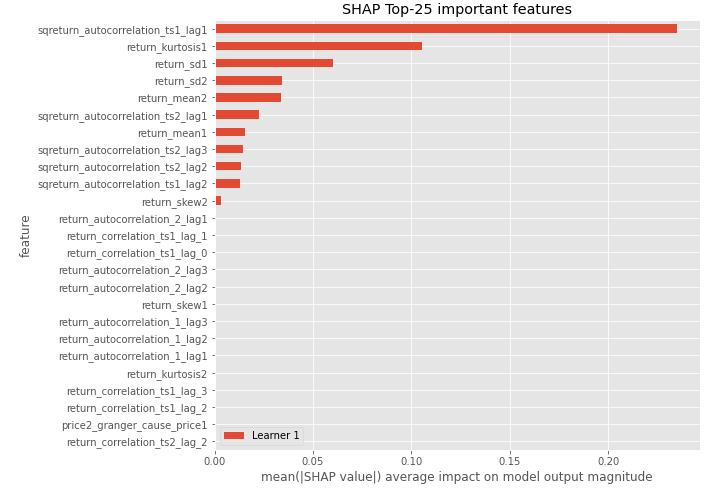 SHAP Top-25 important features
sqreturn_autocorrelation_ts1_lag1
return_kurtosis1
return_sd1
return_sd2
return_mean2
sqreturn_autocorrelation_ts2_lag1
return_mean1
sqreturn_autocorrelation_ts2_lag3
sqreturn_autocorrelation_ts2_lag2
sqreturn_autocorrelation_ts1_lag2
return_skew2
return_autocorrelation_2_lag1
return_correlation_ts1_lag_1
return_correlation_ts1_lag_0
return_autocorrelation_2_lag3
return_autocorrelation_2_lag2
return_skew1
return_autocorrelation_1_lag3
return_autocorrelation_1_lag2
return_autocorrelation_1_lag1
return_kurtosis2
return_correlation_ts1_lag_3
return_correlation_ts1_lag_2
price2_granger_cause_price1
return_correlation_ts2_lag_2
feature
Learner 1
0.00 0.05 0.10 0.15 0.20
mean(|SHAP value|) average impact on model output magnitude